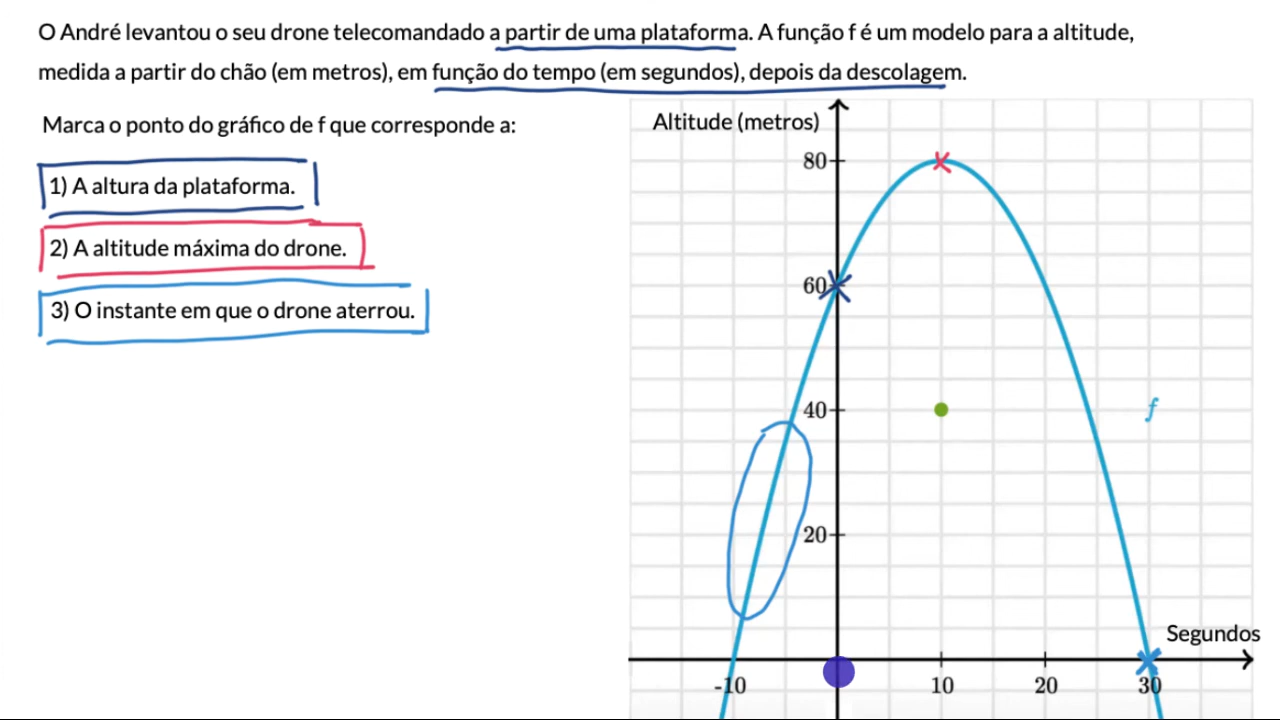 O André levantou o seu drone telecomandado a partir de uma plataforma. A função f é um modelo para a altitude,
medida a partir do chão (em metros), em função do tempo (em segundos), depois da descolagem.
Marca o ponto do gráfico de f que corresponde a:
1) A altura da plataforma.
2) A altitude máxima do drone.
3) O instante em que o drone aterrou.
Altitude (metros)
80
60
40
f
20
Segundos
-10 10 20 30